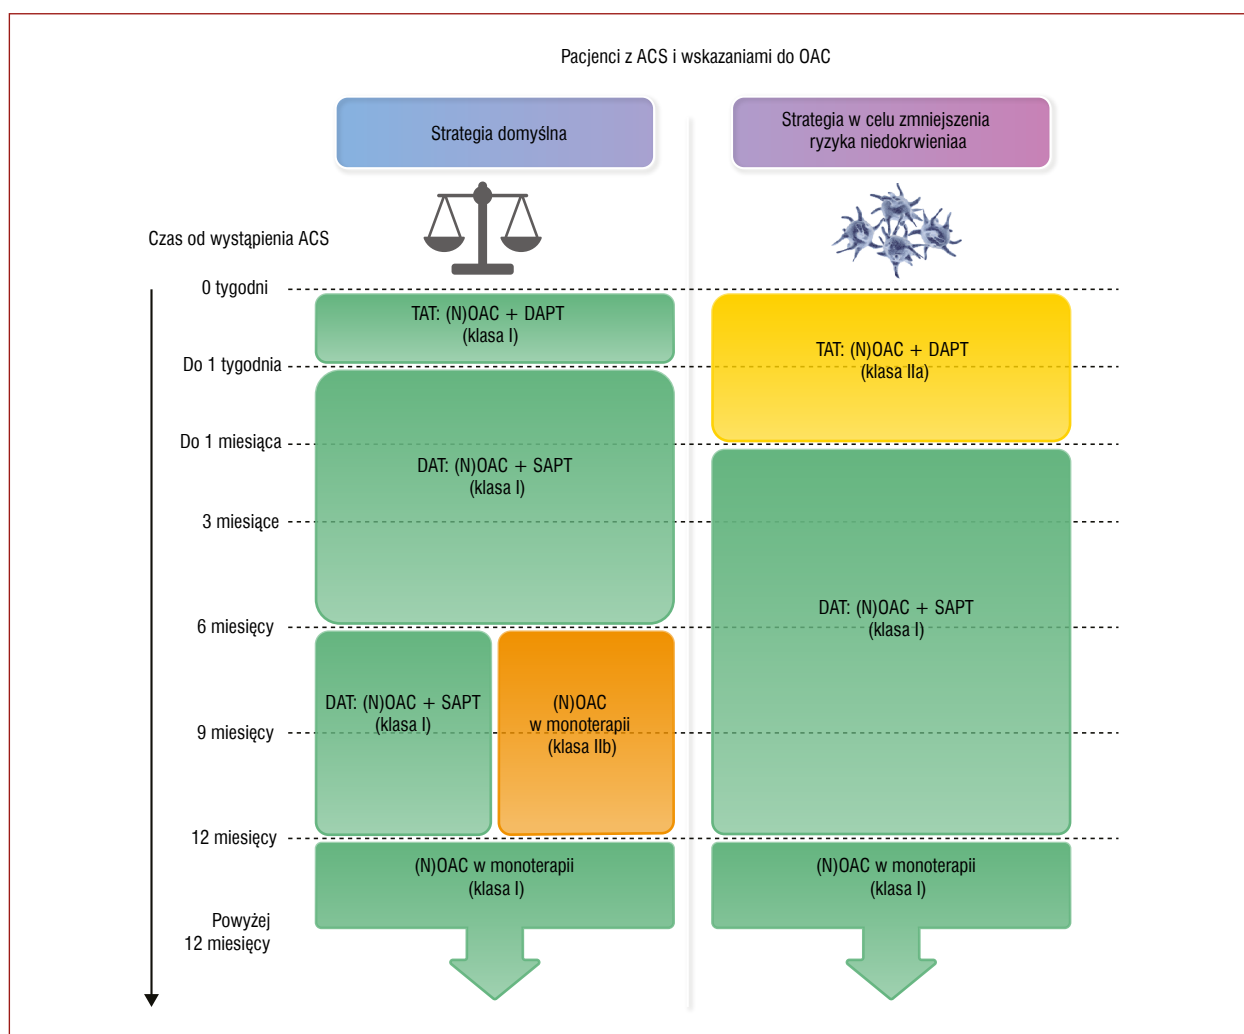 Pacjenci z ACS i wskazaniami do OAC
Strategia domyślna
Strategia w celu zmniejszenia
ryzyka niedokrwieniaa
Czas od wystąpienia ACS
0 tygodni
TAT: (N)OAC + DAPT
(klasa I)
TAT: (N)OAC + DAPT
(klasa IIa)
Do 1 tygodnia
Do 1 miesiąca
DAT: (N)OAC + SAPT
(klasa I)
3 miesiące
DAT: (N)OAC + SAPT
(klasa I)
6 miesięcy
DAT: (N)OAC + SAPT
(klasa I)
(N)OAC
w monoterapii
(klasa IIb)
9 miesięcy
12 miesięcy
(N)OAC w monoterapii
(klasa I)
(N)OAC w monoterapii
(klasa I)
Powyżej
12 miesięcy